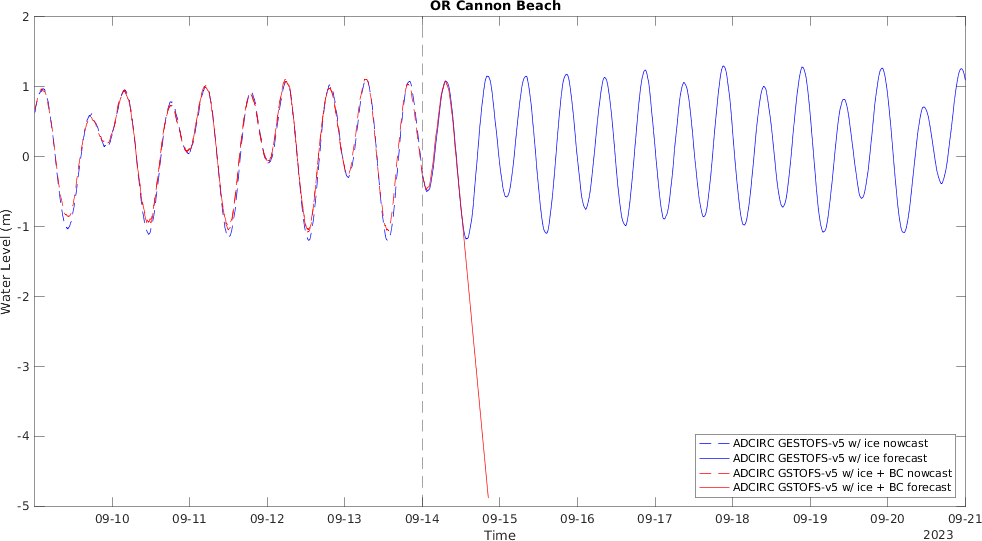 OR Cannon Beach
2
1
0
-1
-2
-3
-4
-5
Water Level (m)
ADCIRC GESTOFS-v5 w/ ice nowcast
ADCIRC GESTOFS-v5 w/ ice forecast
ADCIRC GSTOFS-v5 w/ ice + BC nowcast
ADCIRC GSTOFS-v5 w/ ice + BC forecast
09-10 09-11 09-12 09-13 09-14 09-15 09-16 09-17 09-18 09-19 09-20 09-21
Time
2023